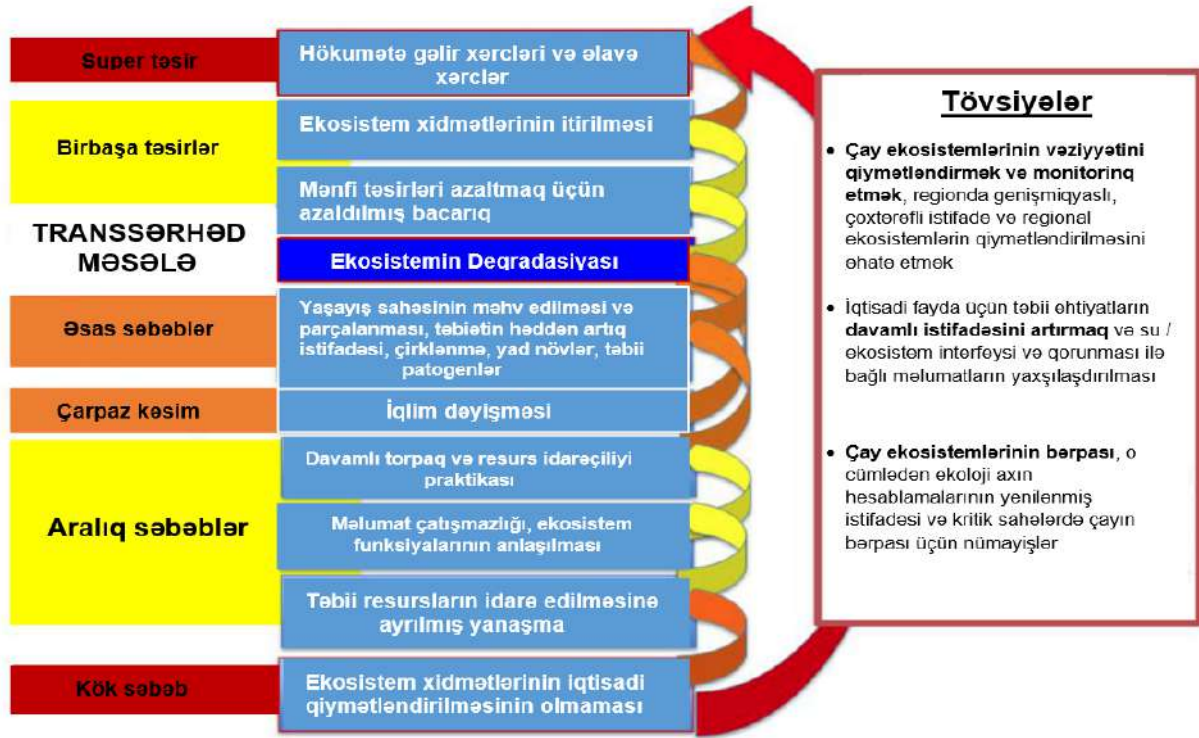 Super təsir
Hökumətə gəlir xərcləri və əlavə
xərclər
Birbaşa təsirlər
Ekosistem xidmətlərinin itirilməsi
Mənfi təsirləri azaltmaq üçün
azaldılmış bacarıq
TRANSSƏRHƏD
MƏSƏLƏ
Ekosistemin Deqradasiyası
Əsas səbəblər
Yaşayış sahəsinin məhv edilməsi və
parçalanması, təbiətin həddən artıq
istifadəsi, çirklənmə, yad növlər, təbii
patogenlər
Çarpaz kəsim
İqlim dəyişməsi
Aralıq səbəblər
Davamlı torpaq və resurs idarəçiliyi
praktikası
Məlumat çatışmazlığı, ekosistem
funksiyalarının anlaşılması
Təbii resursların idarə edilməsinə
ayrılmış yanaşma
Kök səbəb
Ekosistem xidmətlərinin iqtisadi
qiymətləndirilməsinin olmaması
Tövsiyələr
• Çay ekosistemlərinin vəziyyətini
qiymətləndirmək və monitorinq
etmək, regionda genişmiqyaslı,
çoxtərəfli istifadə və regional
ekosistemlərin qiymətləndirilməsini
əhatə etmək
• İqtisadi fayda üçün təbii ehtiyatların
davamlı istifadəsini artırmaq və su /
ekosistem interfeysi və qorunması ilə
bağlı məlumatların yaxşılaşdırılması
• Çay ekosistemlərinin bərpası, o
cümlədən ekoloji axın
hesablamalarının yenilənmiş
istifadəsi və kritik sahələrdə çayın
bərpası üçün nümayişlər